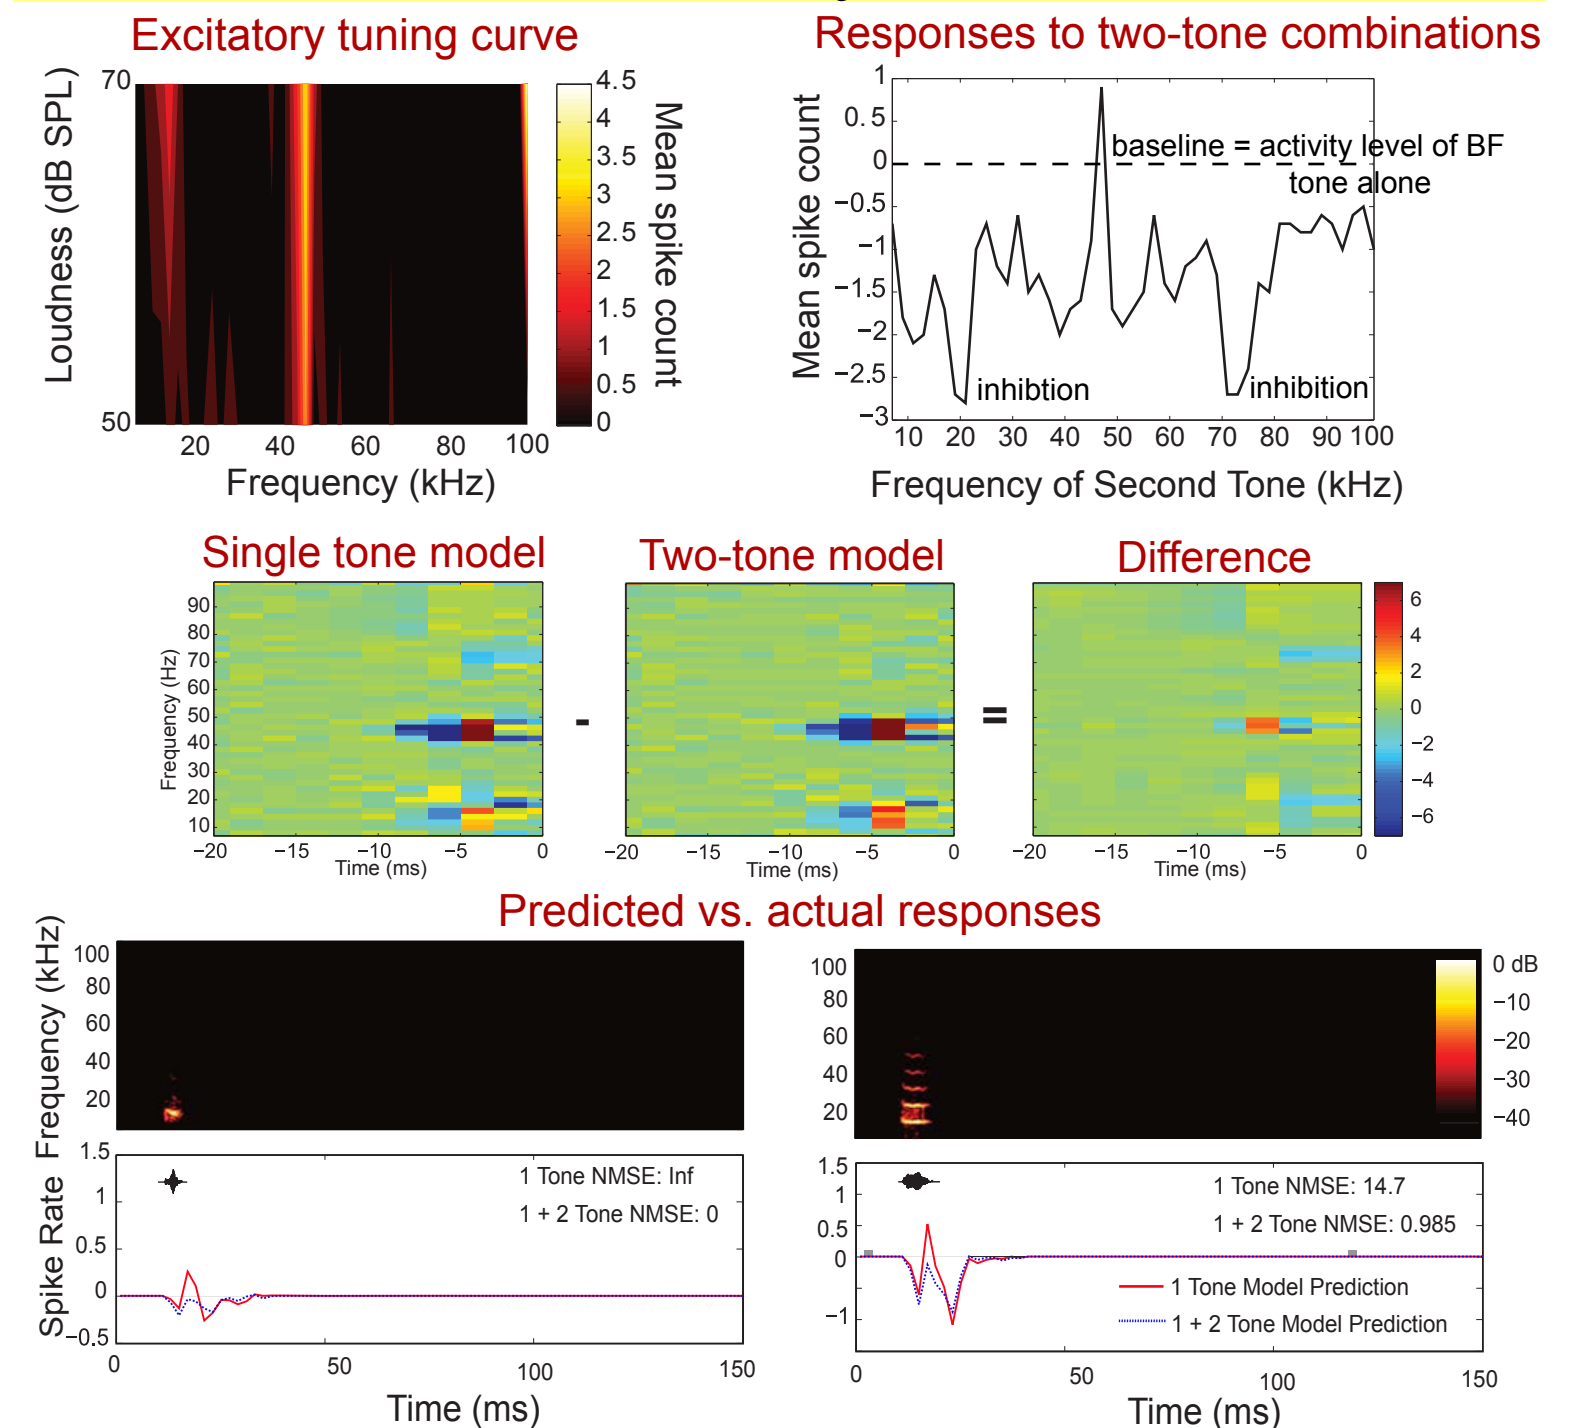 Excitatory tuning curve
Responses to two-tone combinations
Loudness (dB SPL)
70
50
20 40 60 80 100
Frequency (kHz)
4.5
4
3.5
3
2.5
2
1.5
1
0.5
0
Mean spike count
Mean spike count
1
0.5
0
−0.5
−1
−1.5
−2
−2.5
−3
baseline = activity level of BF
tone alone
inhibtion
inhibition
10 20 30 40 50 60 70 80 90 100
Frequency of Second Tone (kHz)
Single tone model
Two-tone model
Difference
Frequency (Hz)
90
80
70
60
50
40
30
20
10
−20 −15 −10 −5 0
Time (ms)
-
−20 −15 −10 −5 0
Time (ms)
=
−20 −15 −10 −5 0
Time (ms)
6
4
2
0
−2
−4
−6
Predicted vs. actual responses
Frequency (kHz)
100
80
60
40
20
100
80
60
40
20
0 dB
−10
−20
−30
−40
Spike Rate
1.5
1
0.5
0
−0.5
1 Tone NMSE: Inf
1 + 2 Tone NMSE: 0
0 50 100 150
Time (ms)
1.5
1
0.5
0
−1
1 Tone NMSE: 14.7
1 + 2 Tone NMSE: 0.985
1 Tone Model Prediction
1 + 2 Tone Model Prediction
0 50 100 150
Time (ms)